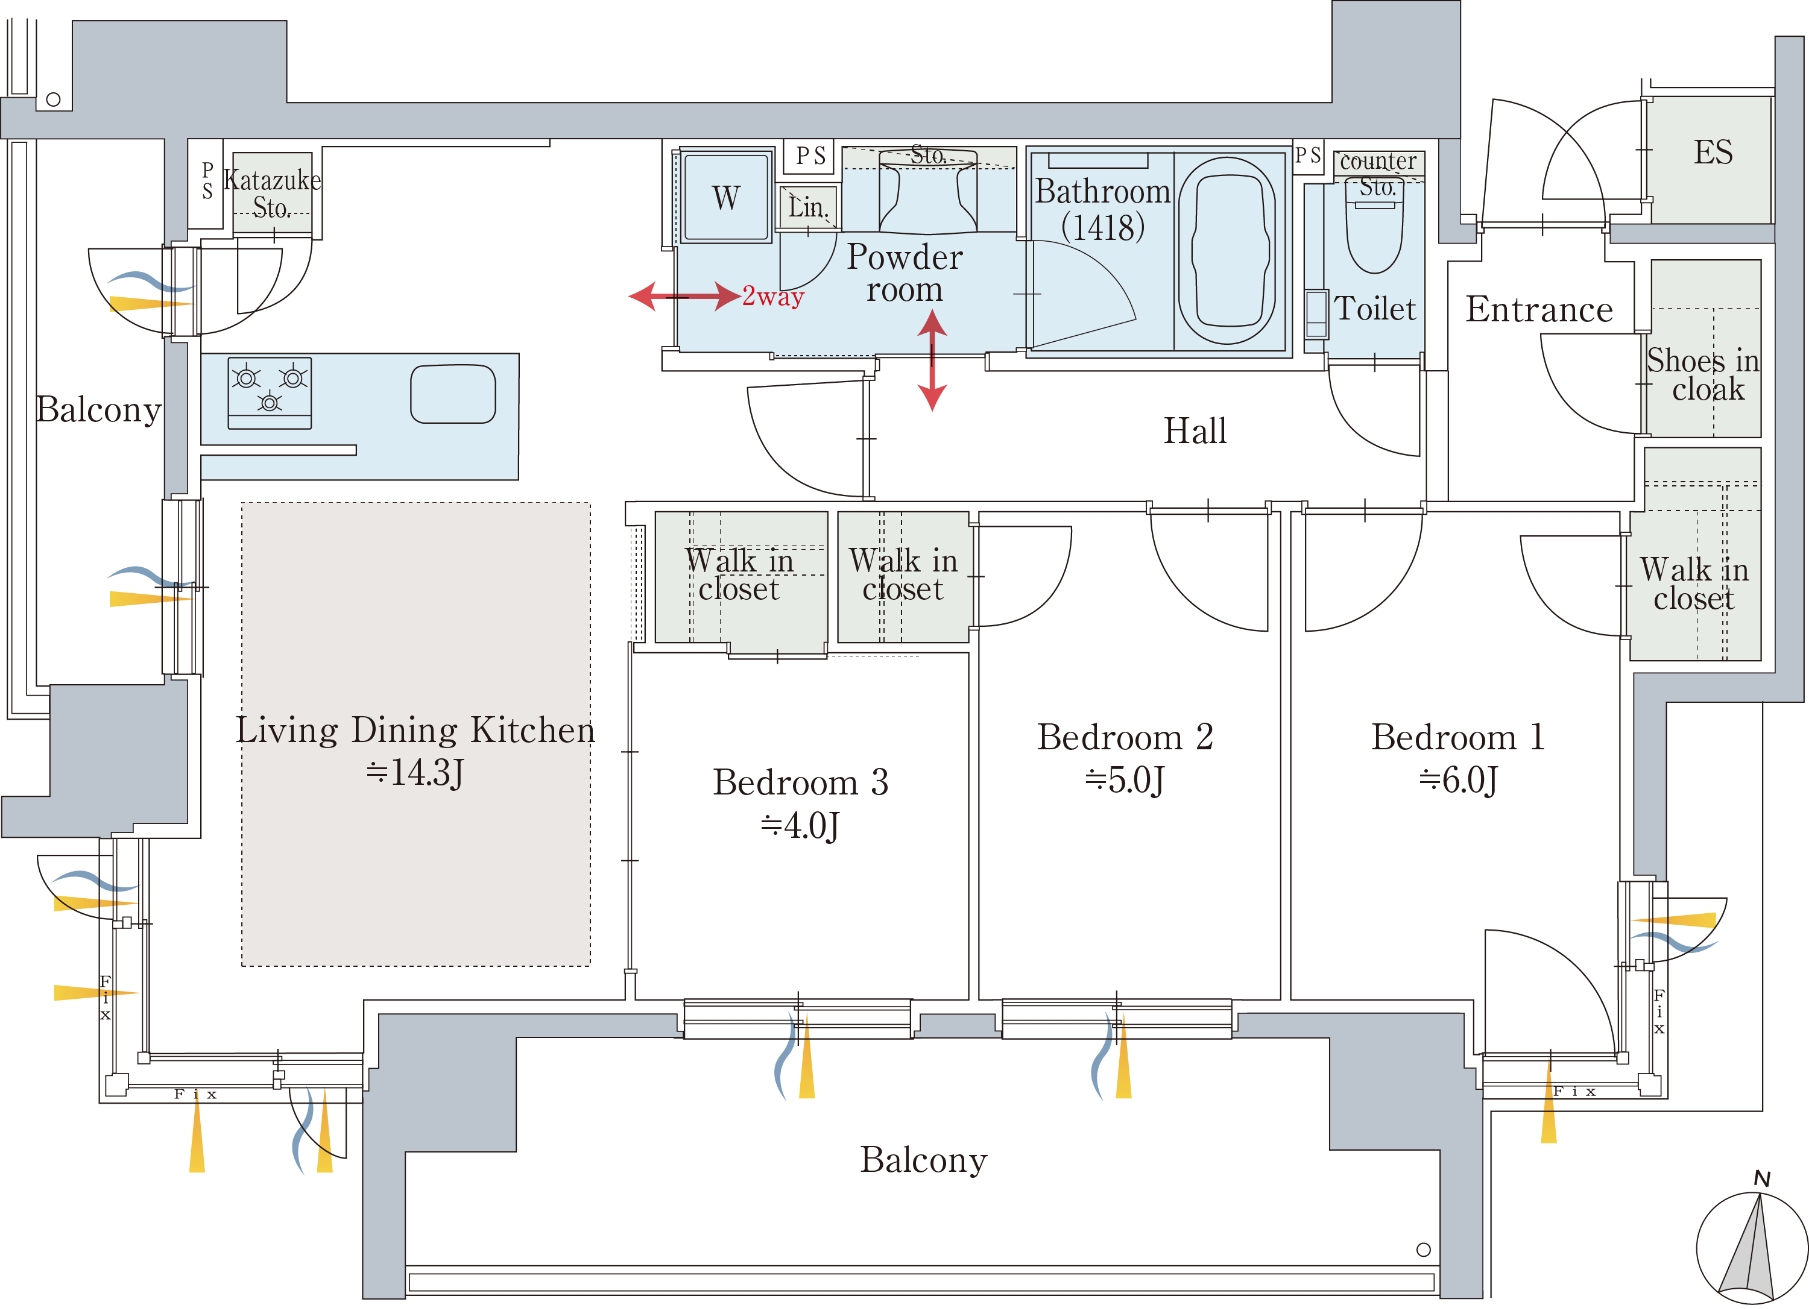 PS
Katazuke
Sto.
W
PS
Lin.
Sto.
Powder
room
2way
Bathroom
(1418)
PS
counter
Sto.
Toilet
Entrance
ES
Shoes in
cloak
Balcony
Hall
Walk in
closet
Walk in
closet
Walk in
closet
Living Dining Kitchen
≒14.3J
Bedroom 3
≒4.0J
Bedroom 2
≒5.0J
Bedroom 1
≒6.0J
Fix
Fix
Fix
Fix
Balcony
N